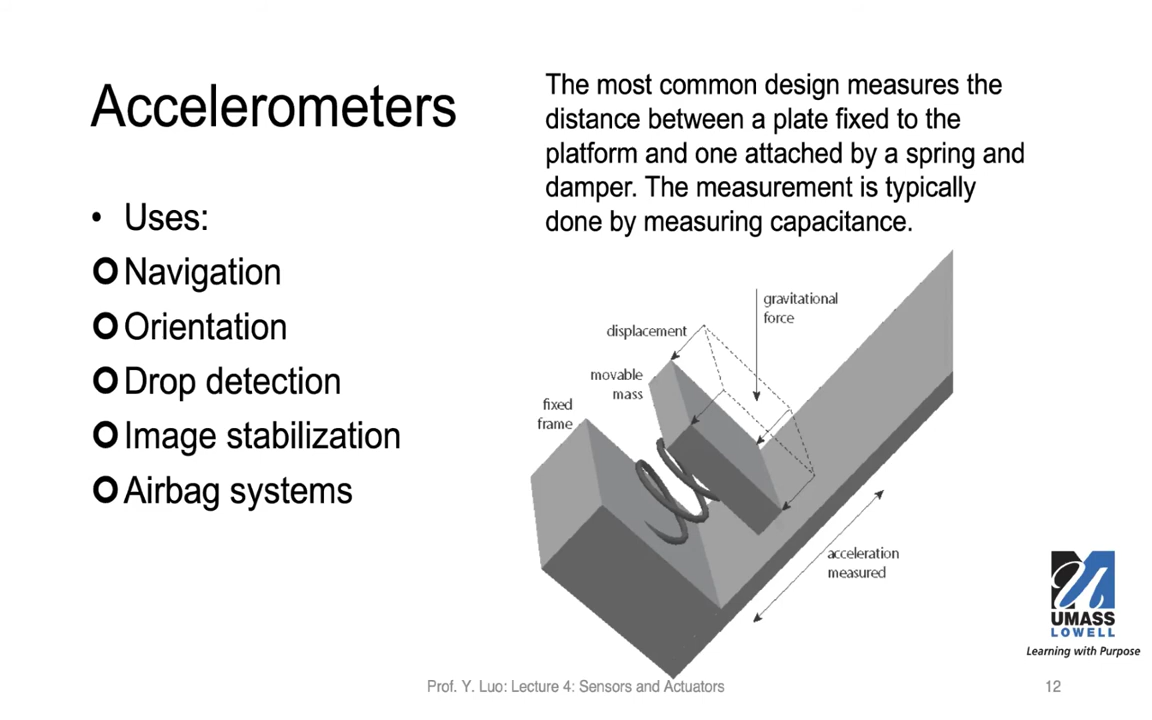 Accelerometers
• Uses:
Navigation
Orientation
Drop detection
Image stabilization
Airbag systems
The most common design measures the
distance between a plate fixed to the
platform and one attached by a spring and
damper. The measurement is typically
done by measuring capacitance.
gravitational
force
displacement
movable
mass
fixed
frame
acceleration
measured
UMASS
LOWELL
Learning with Purpose
Prof. Y. Luo: Lecture 4: Sensors and Actuators
12